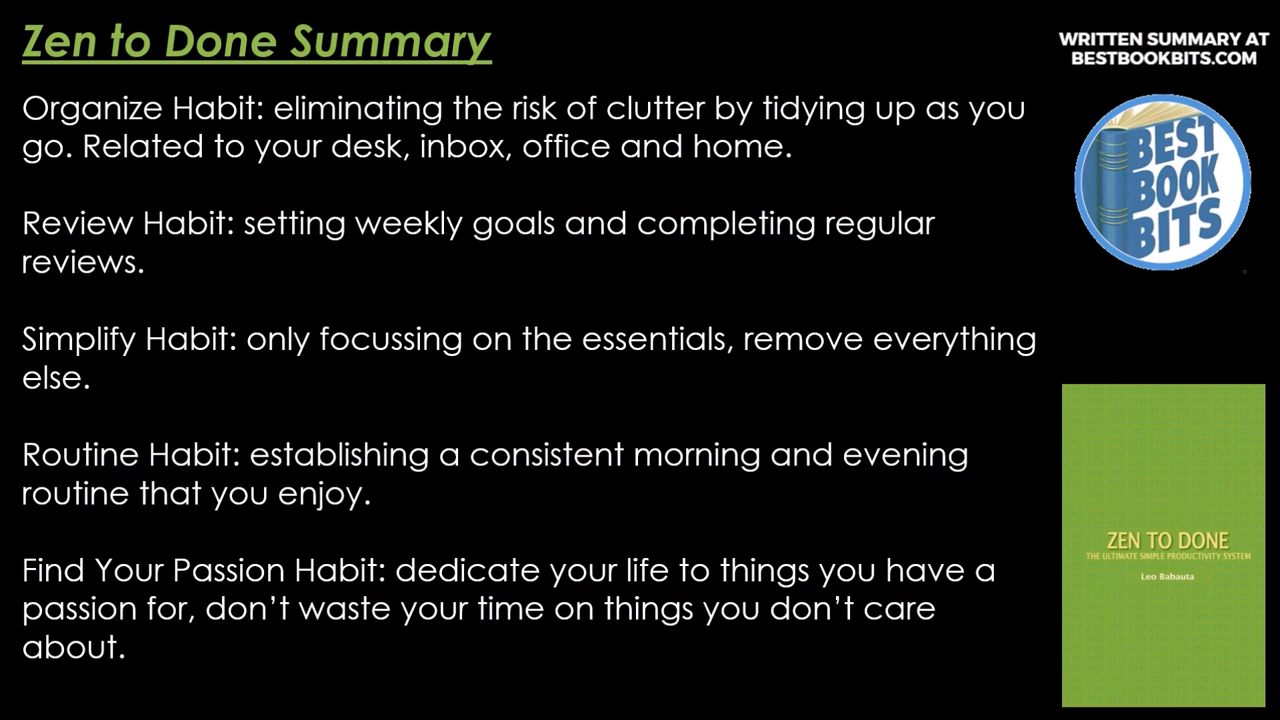 Zen to Done Summary
Organize Habit: eliminating the risk of clutter by tidying up as you
go. Related to your desk, inbox, office and home.
Review Habit: setting weekly goals and completing regular
reviews.
Simplify Habit: only focussing on the essentials, remove everything
else.
Routine Habit: establishing a consistent morning and evening
routine that you enjoy.
Find Your Passion Habit: dedicate your life to things you have a
passion for, don’t waste your time on things you don’t care
about.
WRITTEN SUMMARY AT
BESTBOOKBITS.COM
BEST
BOOK
BITS
ZEN TO DONE
THE ULTIMATE SIMPLE PRODUCTIVITY SYSTEM
Leo Babauta